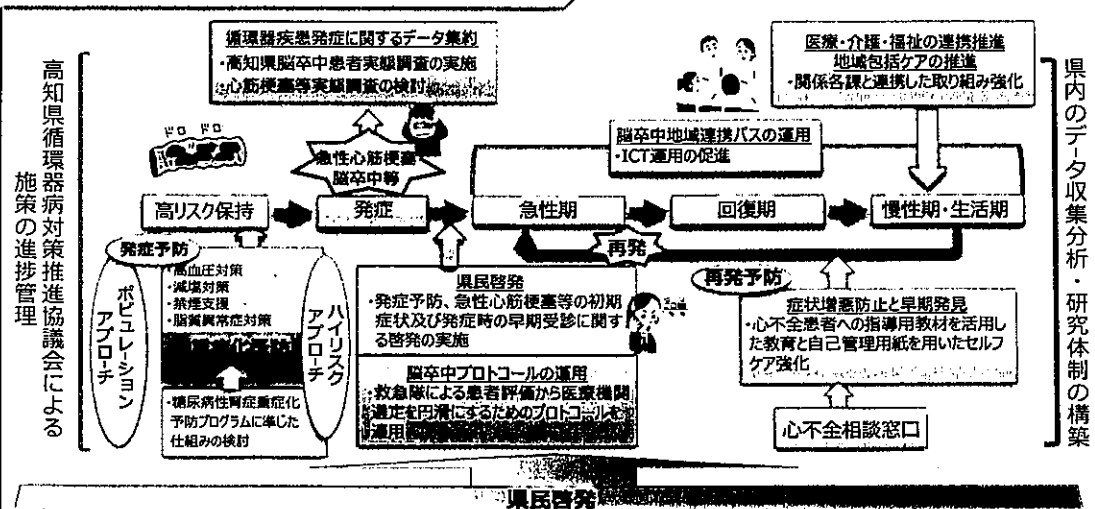 高知県循環器病対策推進協議会による
施策の進捗管理
循環器疾患発症に関するデータ集約
・高知県脳卒中患者実態調査の実施
・心筋梗塞等実態調査の検討
医療・介護・福祉の連携推進
地域包括ケアの推進
・関係各課と連携した取り組み強化
県内のデータ収集分析・研究体制の構築
ドロ ドロ
急性心筋梗塞
脳卒中等
脳卒中地域連携パスの運用
・ICT運用の促進
高リスク保持
発症
急性期
回復期
慢性期・生活期
再発
発症予防
再発予防
ポピュレーション
アプローチ
・高血圧対策
・減塩対策
・禁煙支援
・脂質異常症対策
ハイリスク
アプローチ
・糖尿病性腎症重症化
予防プログラムに準じた
仕組みの検討
県民啓発
・発症予防、急性心筋梗塞等の初期
症状及び発症時の早期受診に関す
る啓発の実施
脳卒中プロトコールの運用
・救急隊による患者評価から医療機関
選定を円滑にするためのプロトコールを
運用
症状増悪防止と早期発見
・心不全患者への指導用教材を活用し
た教育と自己管理用紙を用いたセルフ
ケア強化
心不全相談窓口
県民啓発